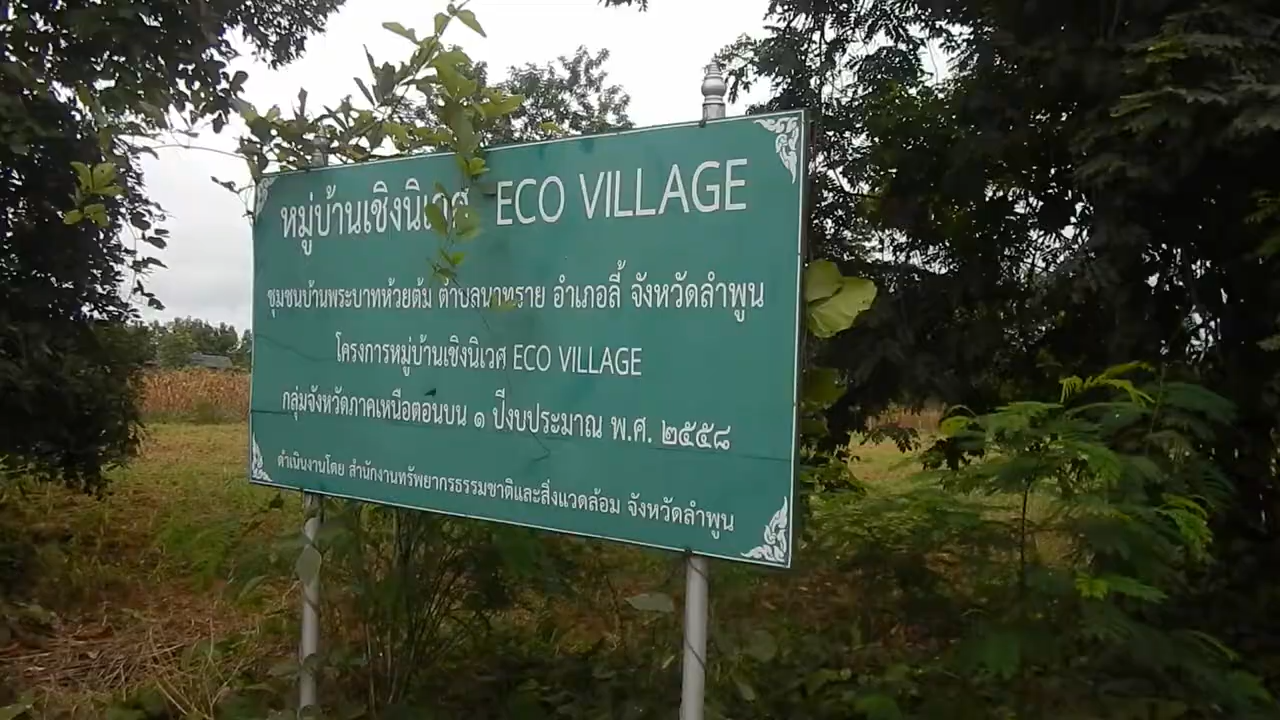 หมู่บ้านเชิงนิเวศ ECO VILLAGE
ชุมชนบ้านพระบาทห้วยต้ม ตำบลนาทราย อำเภอลี้ จังหวัดลำพูน
โครงการหมู่บ้านเชิงนิเวศ ECO VILLAGE
กลุ่มจังหวัดภาคเหนือตอนบน ๑ ปีงบประมาณ พ.ศ. ๒๕๕๘
ดำเนินงานโดย สำนักงานทรัพยากรธรรมชาติและสิ่งแวดล้อม จังหวัดลำพูน